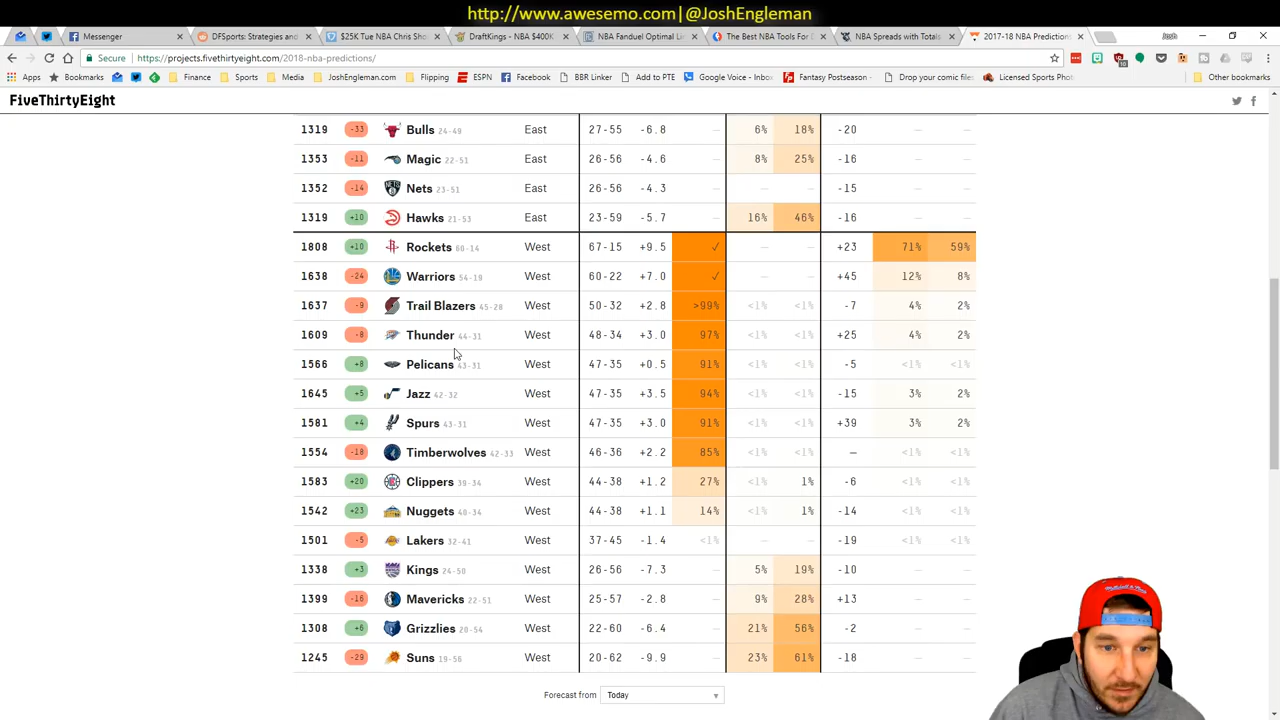 http://www.awesemo.com|@JoshEngleman
Messenger
DFSports: Strategies and
$25K Tue NBA Chris Sho
DraftKings - NBA $400K
NBA Fanduel Optimal Li
The Best NBA Tools For D
NBA Spreads with Totals
2017-18 NBA Prediction
Josh
Secure https://projects.fivethirtyeight.com/2018-nba-predictions/
Apps Bookmarks Finance Sports Media JoshEngleman.com Flipping ESPN Facebook BBR Linker Add to PTE Google Voice - Inbo Fantasy Postseason - Drop your comic file Licensed Sports Phot Other bookmarks
FiveThirtyEight
1319 -33 Bulls 24-49 East 27-55 -6.8 — 6% 18% -20 — —
1353 -11 Magic 22-51 East 26-56 -4.6 — 8% 25% -16 — —
1352 -14 Nets 23-51 East 26-56 -4.3 — — — -15 — —
1319 +10 Hawks 21-53 East 23-59 -5.7 — 16% 46% -16 — —
1808 +10 Rockets 60-14 West 67-15 +9.5 ✓ — — +23 71% 59%
1638 -24 Warriors 54-19 West 60-22 +7.0 ✓ — — +45 12% 8%
1637 -9 Trail Blazers 45-28 West 50-32 +2.8 >99% <1% <1% -7 4% 2%
1609 -8 Thunder 44-31 West 48-34 +3.0 97% <1% <1% +25 4% 2%
1566 +8 Pelicans 43-31 West 47-35 +0.5 91% <1% <1% -5 <1% <1%
1645 +5 Jazz 42-32 West 47-35 +3.5 94% <1% <1% -15 3% 2%
1581 +4 Spurs 43-31 West 47-35 +3.0 91% <1% <1% +39 3% 2%
1554 -18 Timberwolves 42-33 West 46-36 +2.2 85% <1% <1% — <1% <1%
1583 +20 Clippers 39-34 West 44-38 +1.2 27% <1% 1% -6 <1% <1%
1542 +23 Nuggets 40-34 West 44-38 +1.1 14% <1% 1% -14 <1% <1%
1501 -5 Lakers 32-41 West 37-45 -1.4 <1% — — -19 <1% <1%
1338 +3 Kings 24-50 West 26-56 -7.3 — 5% 19% -10 — —
1399 -16 Mavericks 22-51 West 25-57 -2.8 — 9% 28% +13 — —
1308 +6 Grizzlies 20-54 West 22-60 -6.4 — 21% 56% -2 — —
1245 -29 Suns 19-56 West 20-62 -9.9 — 23% 61% -18 — —
Forecast from Today